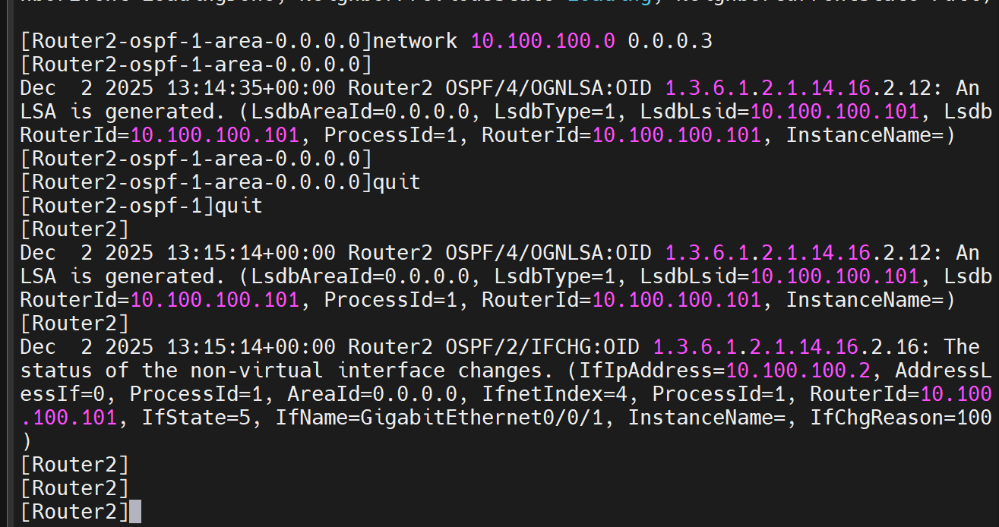 [Router2-ospf-1-area-0.0.0.0]network 10.100.100.0 0.0.0.3
[Router2-ospf-1-area-0.0.0.0]
Dec  2 2025 13:14:35+00:00 Router2 OSPF/4/OGNLSA:OID 1.3.6.1.2.1.14.16.2.12: An
LSA is generated. (LsdbAreaId=0.0.0.0, LsdbType=1, LsdbLsid=10.100.100.101, Lsdb
RouterId=10.100.100.101, ProcessId=1, RouterId=10.100.100.101, InstanceName=)
[Router2-ospf-1-area-0.0.0.0]
[Router2-ospf-1-area-0.0.0.0]quit
[Router2-ospf-1]quit
[Router2]
Dec  2 2025 13:15:14+00:00 Router2 OSPF/4/OGNLSA:OID 1.3.6.1.2.1.14.16.2.12: An
LSA is generated. (LsdbAreaId=0.0.0.0, LsdbType=1, LsdbLsid=10.100.100.101, Lsdb
RouterId=10.100.100.101, ProcessId=1, RouterId=10.100.100.101, InstanceName=)
[Router2]
Dec  2 2025 13:15:14+00:00 Router2 OSPF/2/IFCHG:OID 1.3.6.1.2.1.14.16.2.16: The
status of the non-virtual interface changes. (IfIpAddress=10.100.100.2, AddressL
essIf=0, ProcessId=1, AreaId=0.0.0.0, IfnetIndex=4, ProcessId=1, RouterId=10.100
.100.101, IfState=5, IfName=GigabitEthernet0/0/1, InstanceName=, IfChgReason=100
)
[Router2]
[Router2]
[Router2]